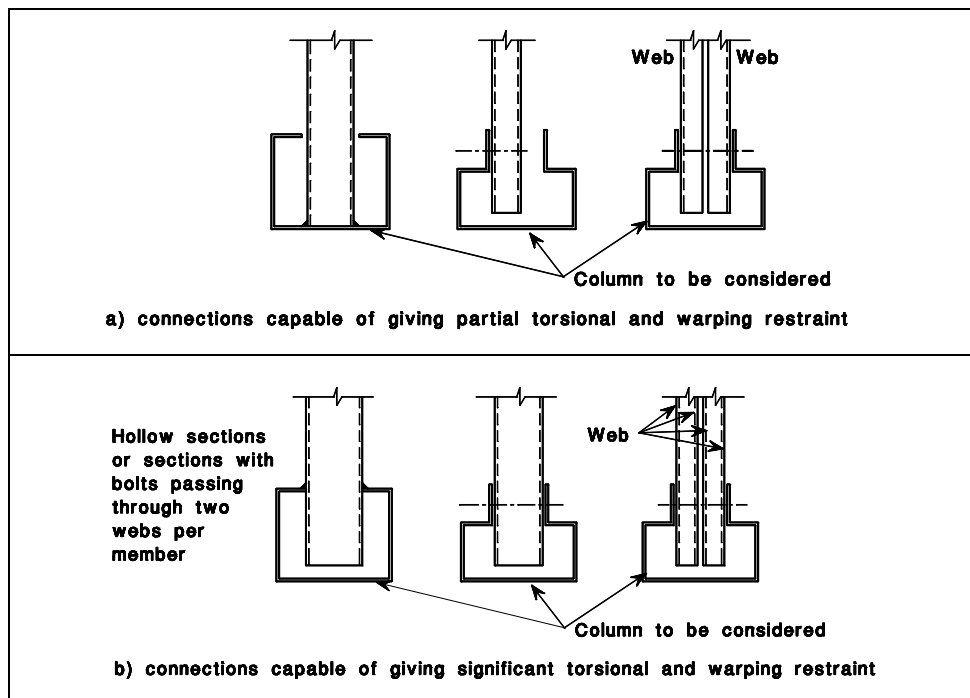 Web Web
Column to be considered
a) connections capable of giving partial torsional and warping restraint
Hollow sections
or sections with
bolts passing
through two
webs per
member
Web
Column to be considered
b) connections capable of giving significant torsional and warping restraint